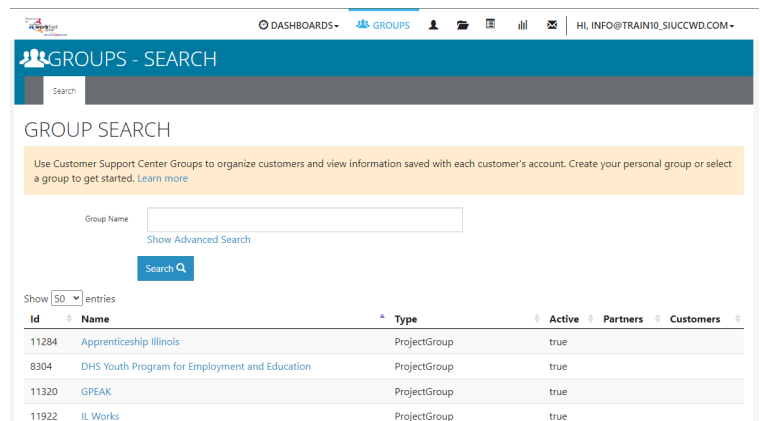 IL workNet
DASHBOARDS GROUPS HI, INFO@TRAIN10_SIUCCWD.COM
GROUPS - SEARCH
Search
GROUP SEARCH
Use Customer Support Center Groups to organize customers and view information saved with each customer's account. Create your personal group or select
a group to get started. Learn more
Group Name
Show Advanced Search
Search
Show 50 entries
Id Name Type Active Partners Customers
11284 Apprenticeship Illinois ProjectGroup true
8304 DHS Youth Program for Employment and Education ProjectGroup true
11320 GPEAK ProjectGroup true
11922 IL Works ProjectGroup true